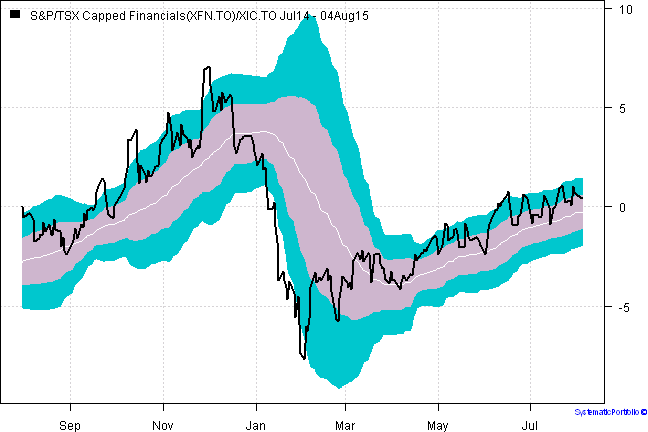 S&P/TSX Capped Financials(XFN.TO)/XIC.TO Jul14 - 04Aug15
10
5
0
-5
Sep Nov Jan Mar May Jul
SystematicPortfolio ©